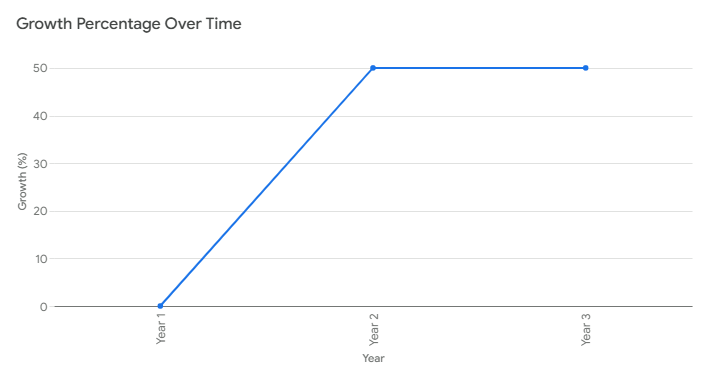 Growth Percentage Over Time
50
40
30
20
10
0
Growth (%)
Year 1
Year 2
Year 3
Year